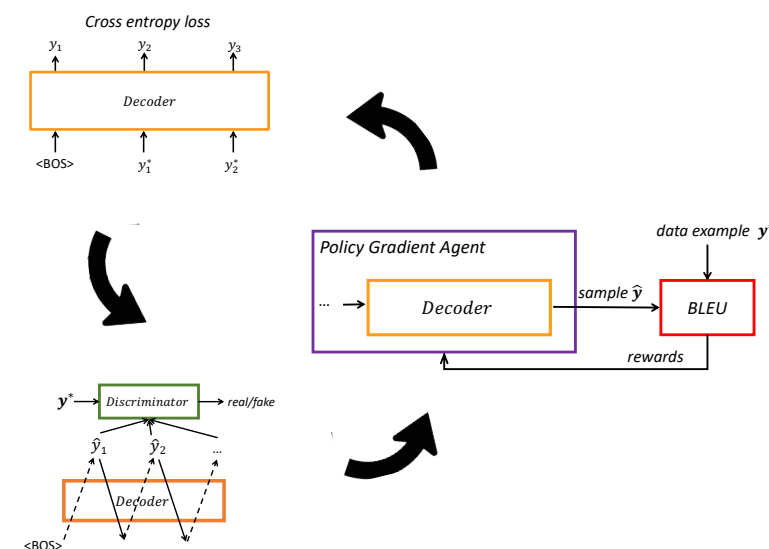 Cross entropy loss
y₁ y₂ y₃
Decoder
<BOS> y₁* y₂*
data example y
Policy Gradient Agent
... Decoder
sample ŷ
BLEU
rewards
y* Discriminator real/fake
ŷ₁ ŷ₂ ...
Decoder
<BOS>